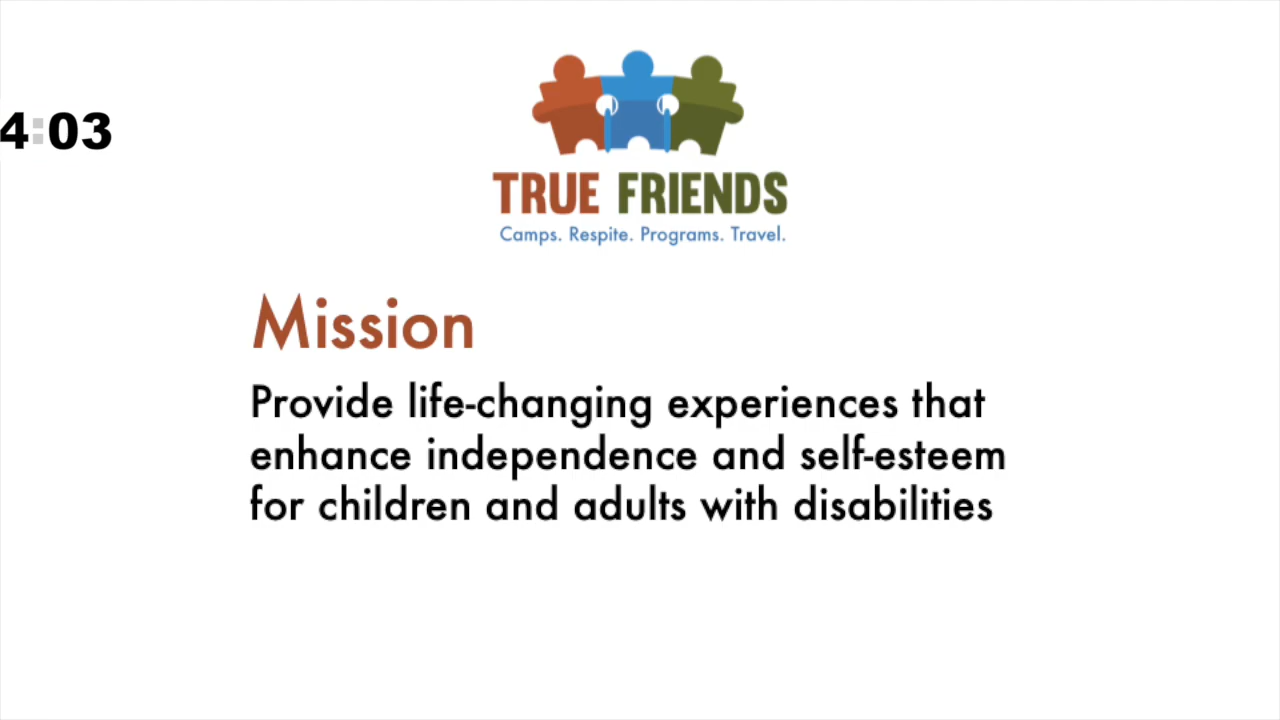 4:03
TRUE FRIENDS
Camps. Respite. Programs. Travel.
Mission
Provide life-changing experiences that
enhance independence and self-esteem
for children and adults with disabilities